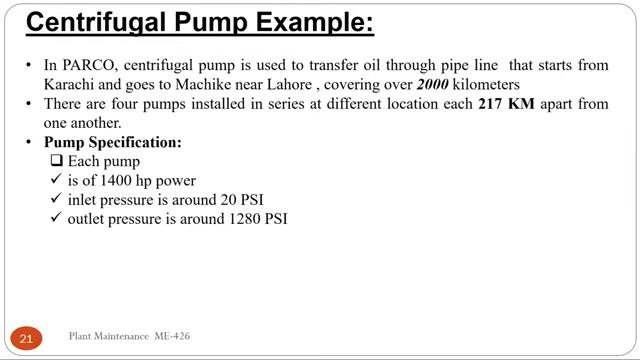 Centrifugal Pump Example:
• In PARCO, centrifugal pump is used to transfer oil through pipe line that starts from
Karachi and goes to Machike near Lahore , covering over 2000 kilometers
• There are four pumps installed in series at different location each 217 KM apart from
one another.
• Pump Specification:
❑ Each pump
✓ is of 1400 hp power
✓ inlet pressure is around 20 PSI
✓ outlet pressure is around 1280 PSI
21
Plant Maintenance ME-426